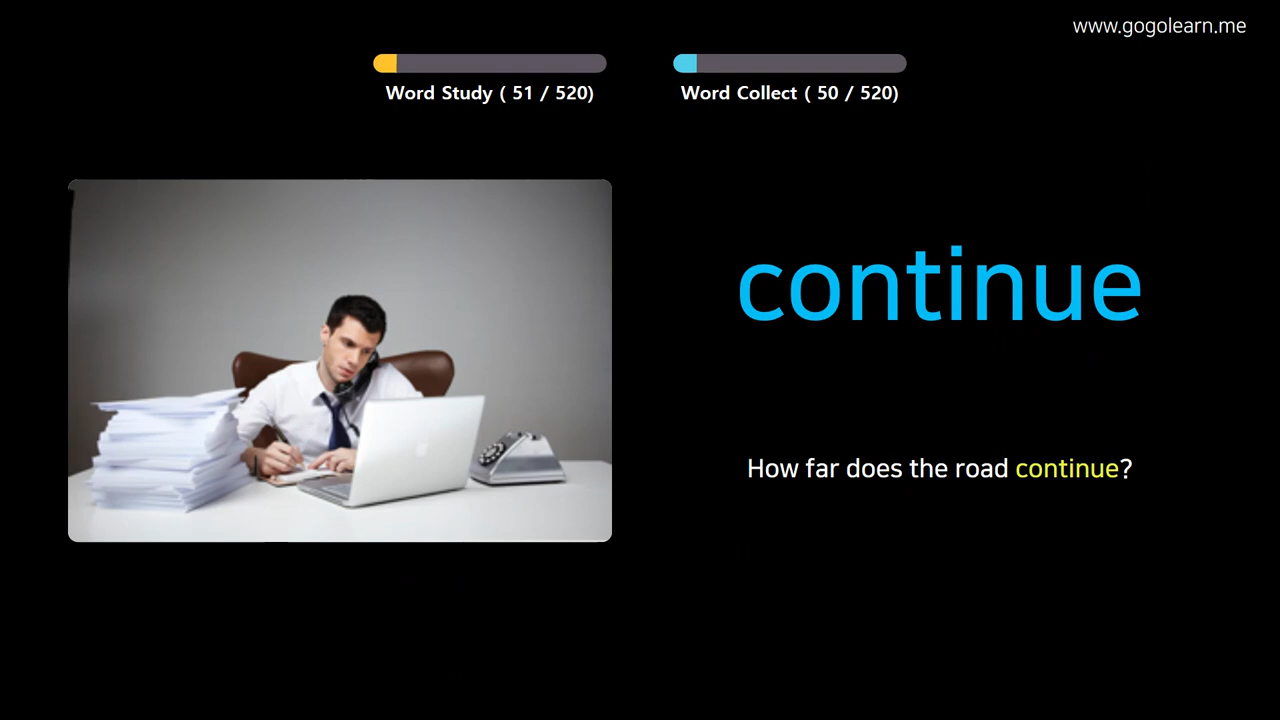 www.gogolearn.me
Word Study ( 51 / 520)
Word Collect ( 50 / 520)
continue
How far does the road continue?